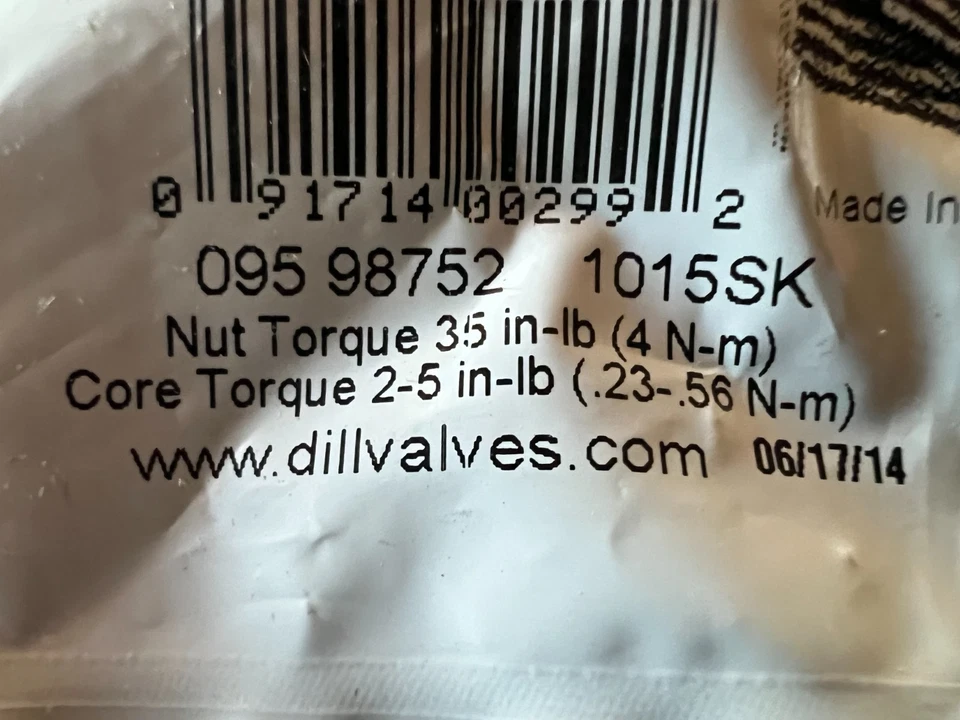 0 91714 00299 2
Made In
095 98752 1015SK
Nut Torque 35 in-lb (4 N-m)
Core Torque 2-5 in-lb (.23-.56 N-m)
www.dillvalves.com 06/17/14